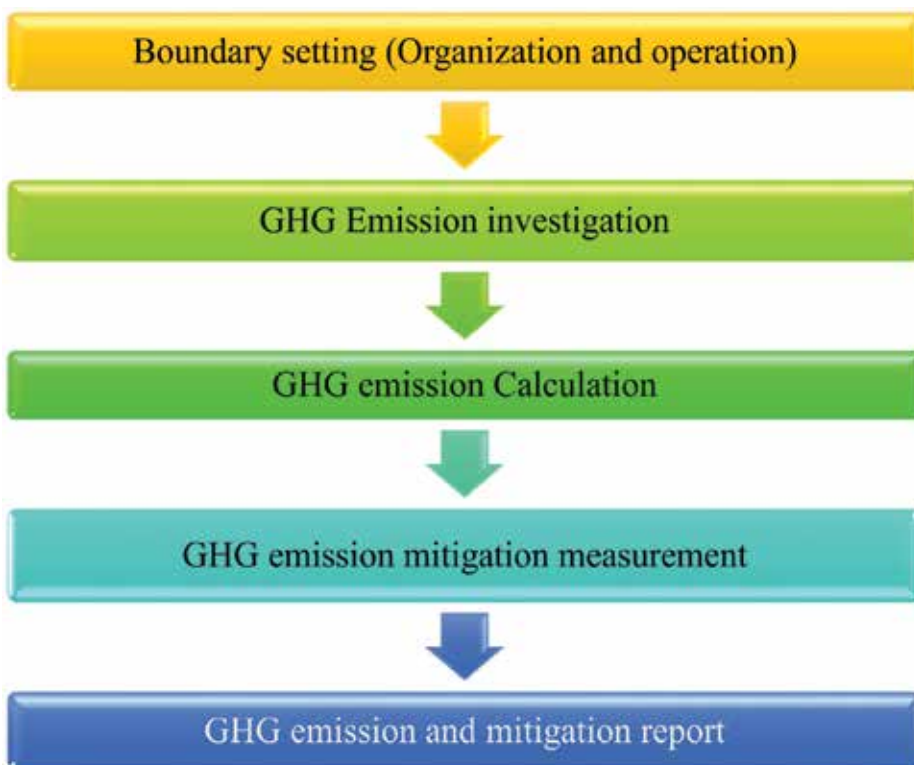 Boundary setting (Organization and operation)
GHG Emission investigation
GHG emission Calculation
GHG emission mitigation measurement
GHG emission and mitigation report